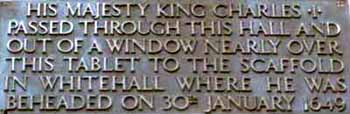 HIS MAJESTY KING CHARLES I
PASSED THROUGH THIS HALL AND
OUT OF A WINDOW NEARLY OVER
THIS TABLET TO THE SCAFFOLD
IN WHITEHALL WHERE HE WAS
BEHEADED ON 30TH JANUARY 1649